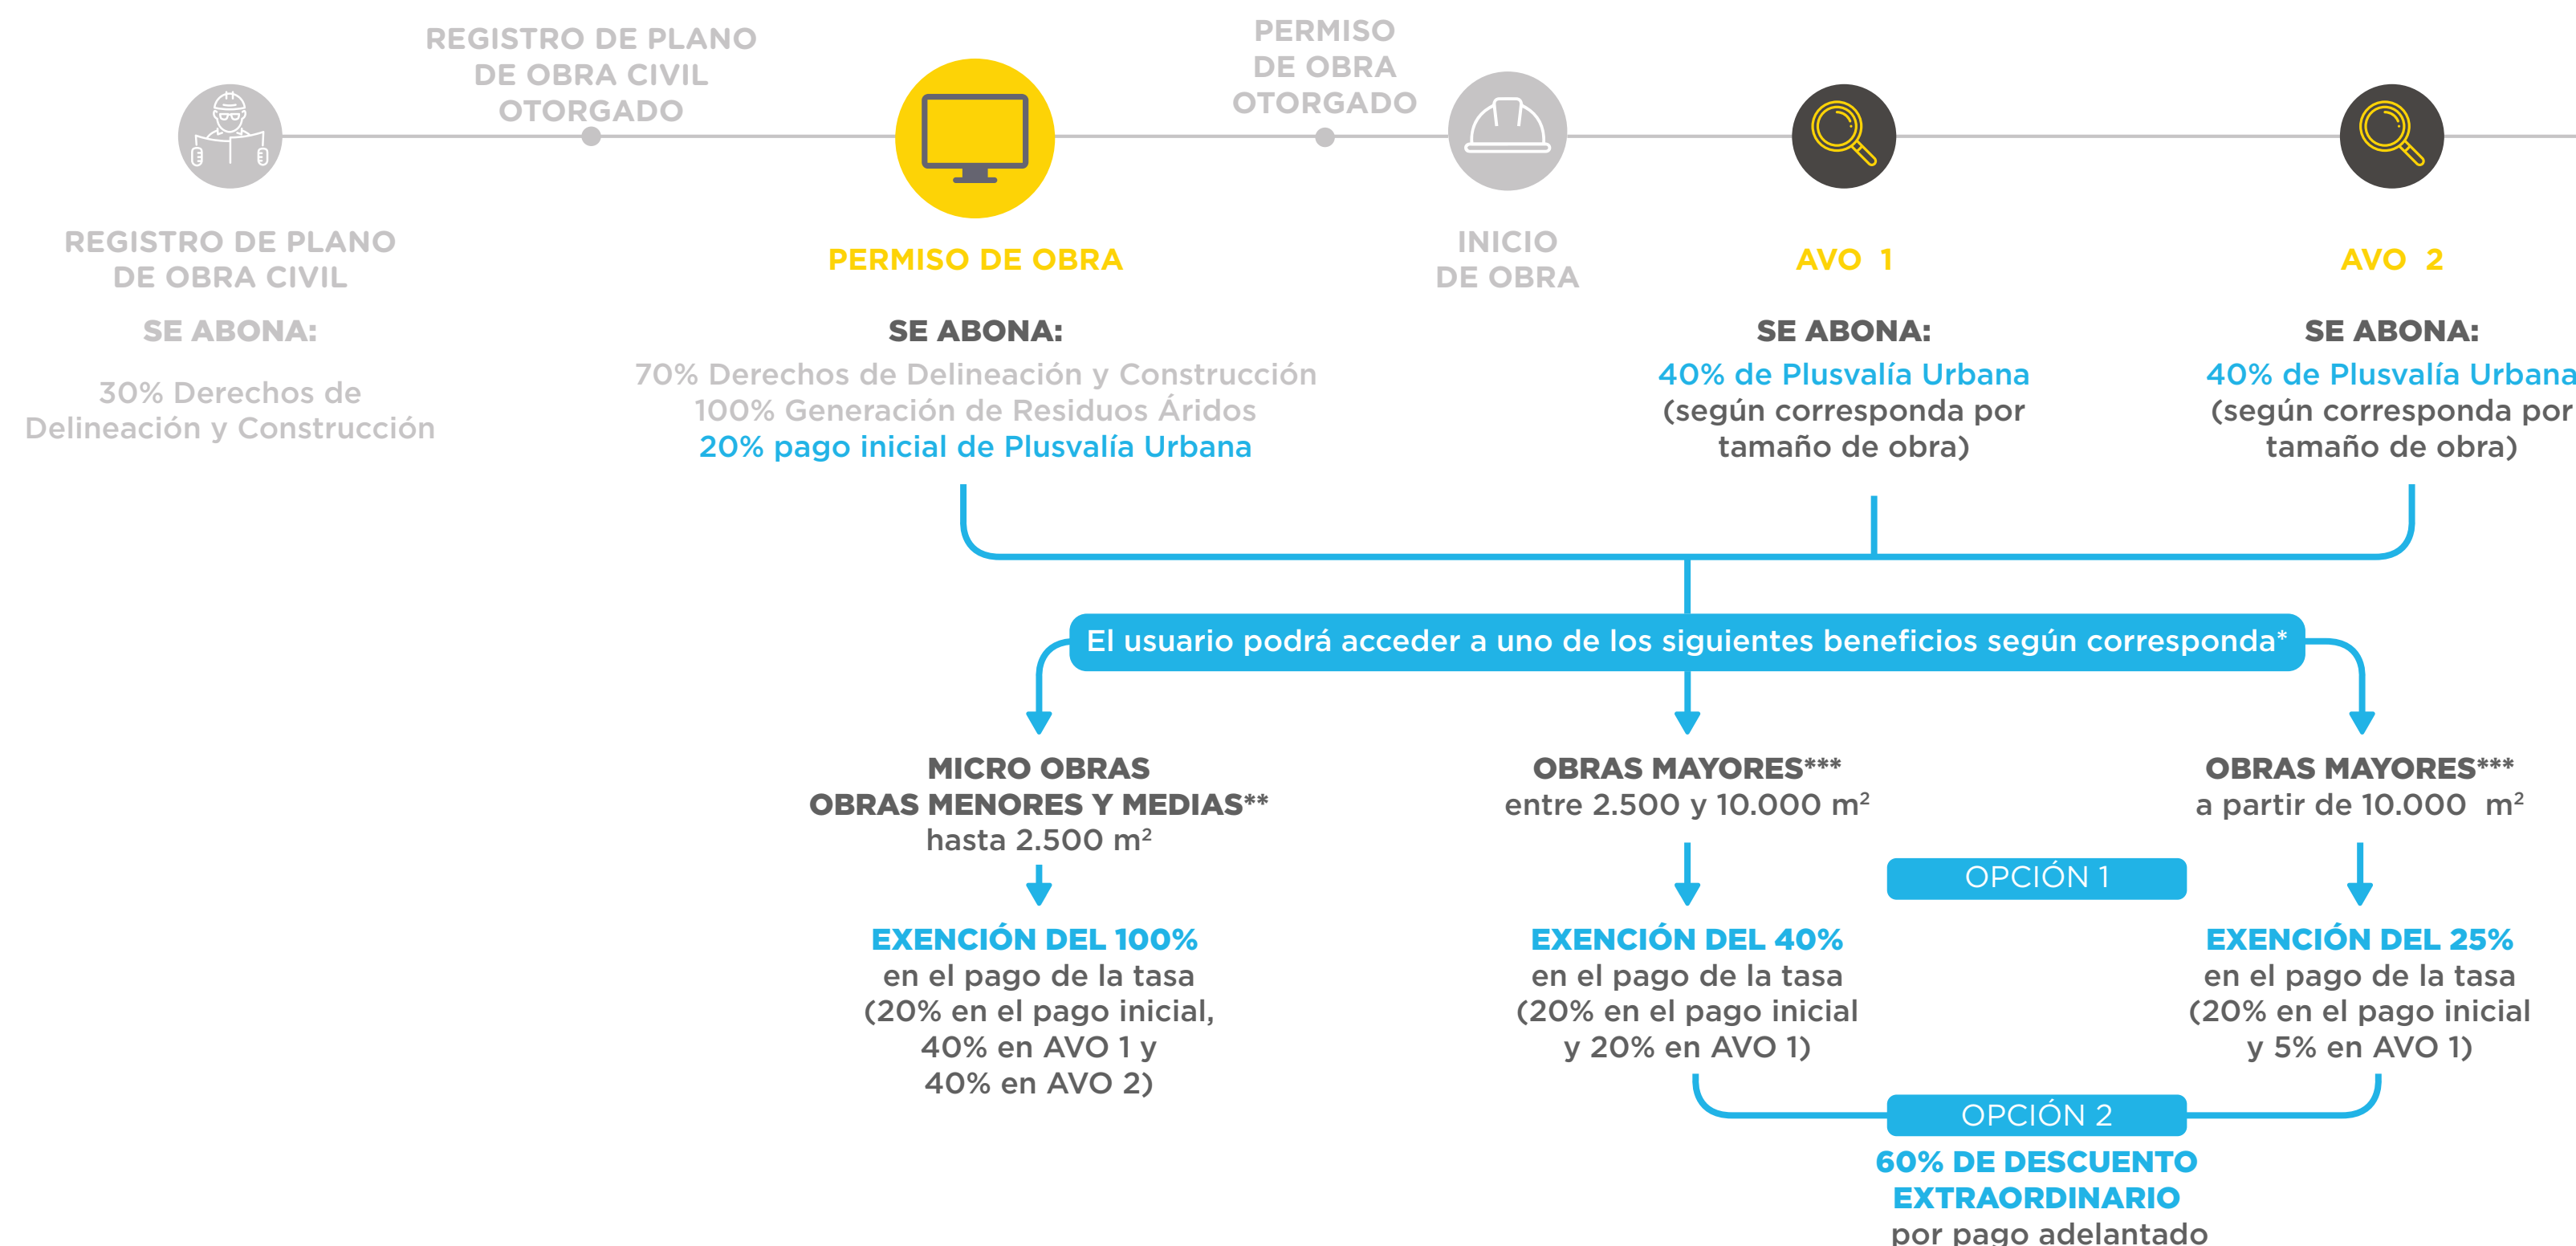 REGISTRO DE PLANO
DE OBRA CIVIL
OTORGADO
PERMISO
DE OBRA
OTORGADO
REGISTRO DE PLANO
DE OBRA CIVIL
SE ABONA:
30% Derechos de
Delineación y Construcción
PERMISO DE OBRA
SE ABONA:
70% Derechos de Delineación y Construcción
100% Generación de Residuos Áridos
20% pago inicial de Plusvalía Urbana
INICIO
DE OBRA
AVO 1
SE ABONA:
40% de Plusvalía Urbana
(según corresponda por
tamaño de obra)
AVO 2
SE ABONA:
40% de Plusvalía Urbana
(según corresponda por
tamaño de obra)
El usuario podrá acceder a uno de los siguientes beneficios según corresponda*
MICRO OBRAS
OBRAS MENORES Y MEDIAS**
hasta 2.500 m²
EXENCIÓN DEL 100%
en el pago de la tasa
(20% en el pago inicial,
40% en AVO 1 y
40% en AVO 2)
OBRAS MAYORES***
entre 2.500 y 10.000 m²
OPCIÓN 1
EXENCIÓN DEL 40%
en el pago de la tasa
(20% en el pago inicial
y 20% en AVO 1)
OBRAS MAYORES***
a partir de 10.000 m²
EXENCIÓN DEL 25%
en el pago de la tasa
(20% en el pago inicial
y 5% en AVO 1)
OPCIÓN 2
60% DE DESCUENTO
EXTRAORDINARIO
por pago adelantado